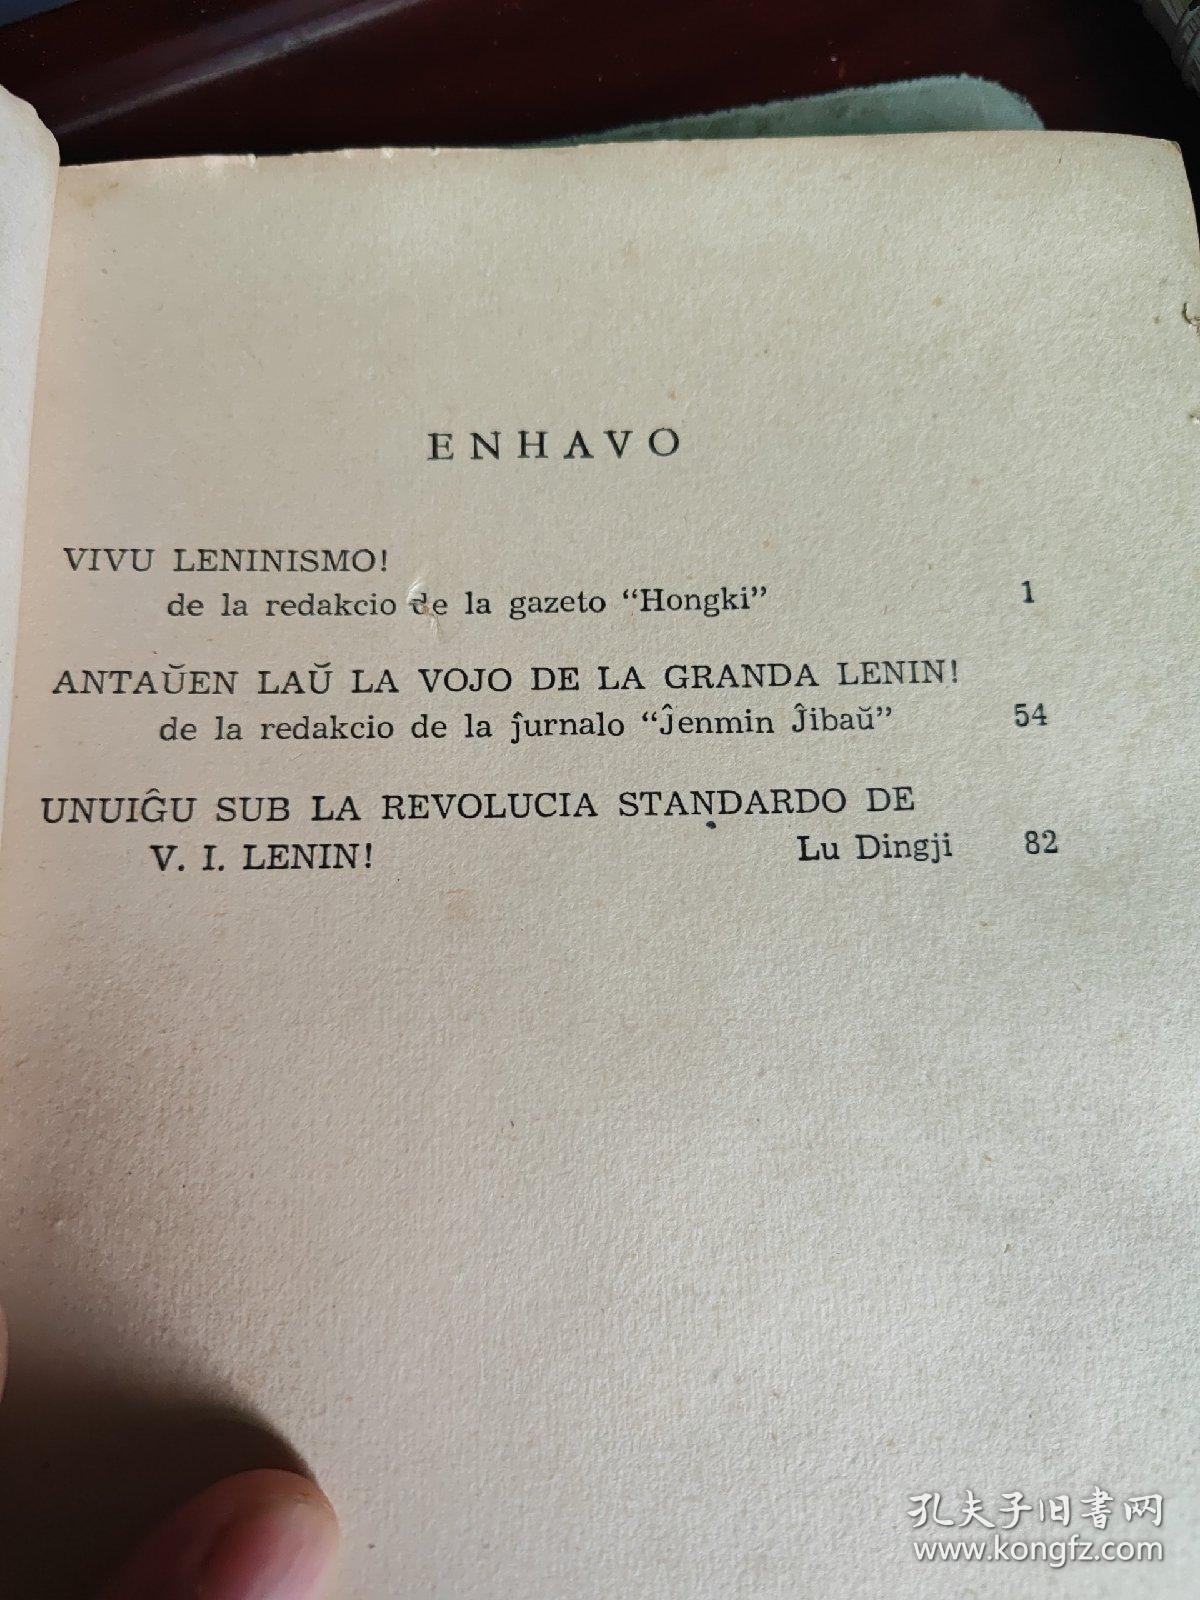 ENHAVO
VIVU LENINISMO!
de la redakcio de la gazeto “Hongki” 1
ANTAŬEN LAŬ LA VOJO DE LA GRANDA LENIN!
de la redakcio de la ĵurnalo “Ĵenmin Ĵibaŭ” 54
UNUIĜU SUB LA REVOLUCIA STANDARDO DE
V. I. LENIN! Lu Dingji 82
孔夫子旧书网
www.kongfz.com